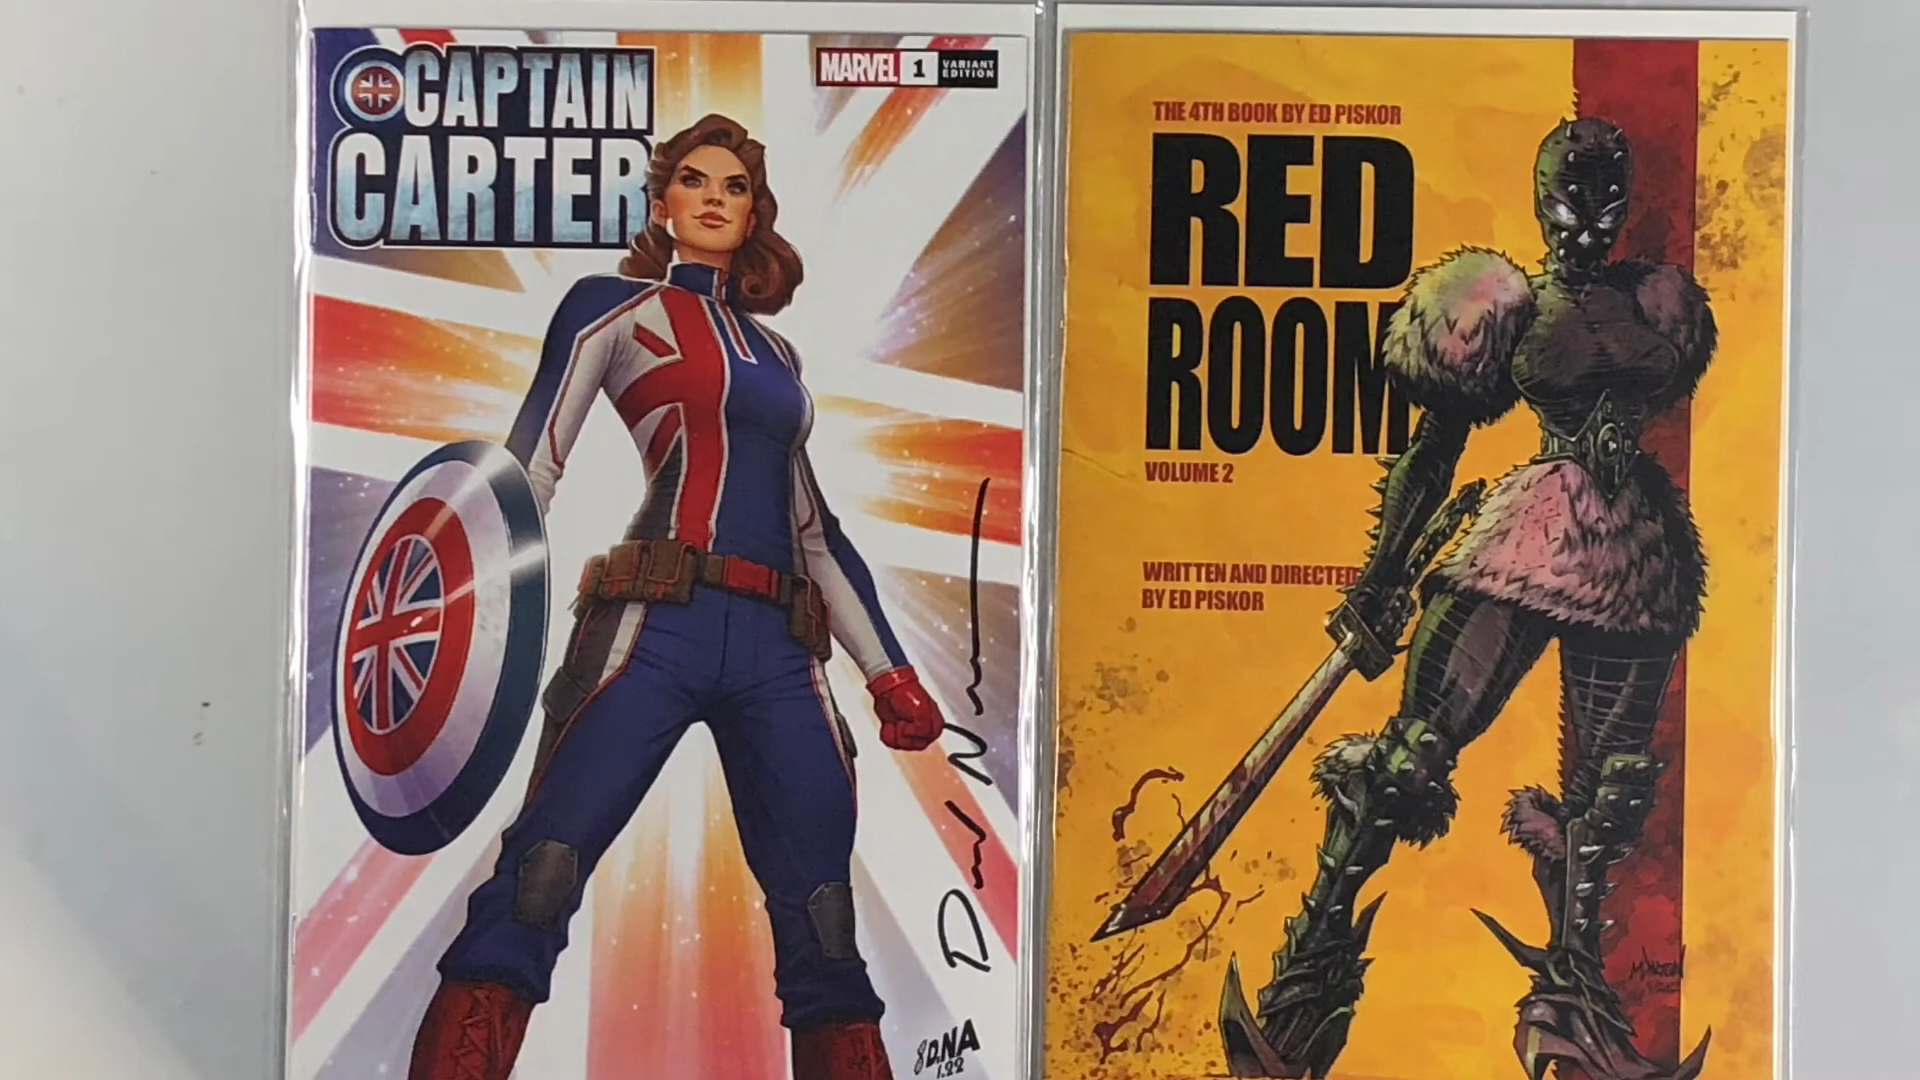 CAPTAIN
CARTER
MARVEL 1 VARIANT EDITION
DNA
1.22
THE 4TH BOOK BY ED PISKOR
RED
ROOM
VOLUME 2
WRITTEN AND DIRECTED
BY ED PISKOR